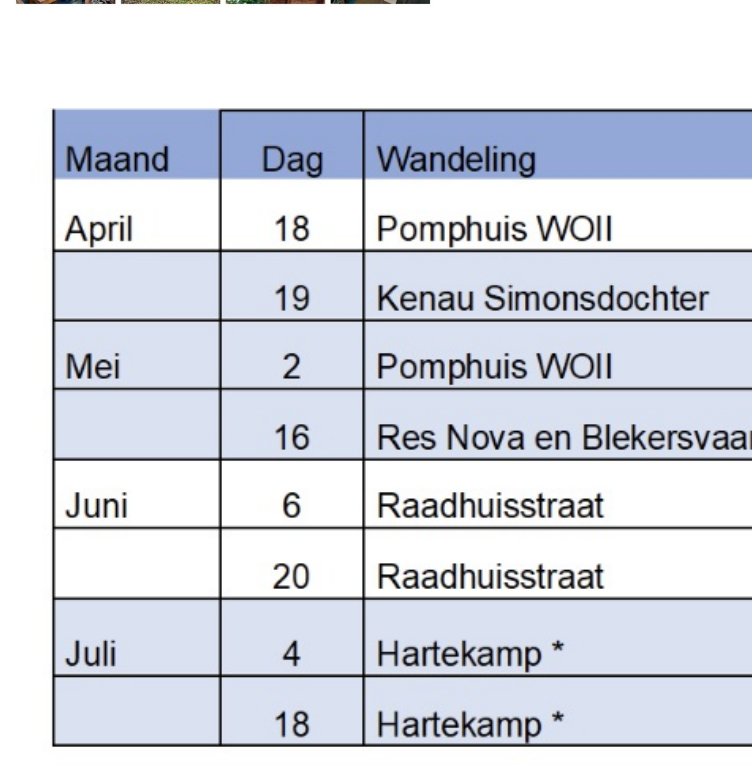 Maand Dag Wandeling
April 18 Pomphuis WOII
19 Kenau Simonsdochter
Mei 2 Pomphuis WOII
16 Res Nova en Blekersvaar
Juni 6 Raadhuisstraat
20 Raadhuisstraat
Juli 4 Hartekamp *
18 Hartekamp *